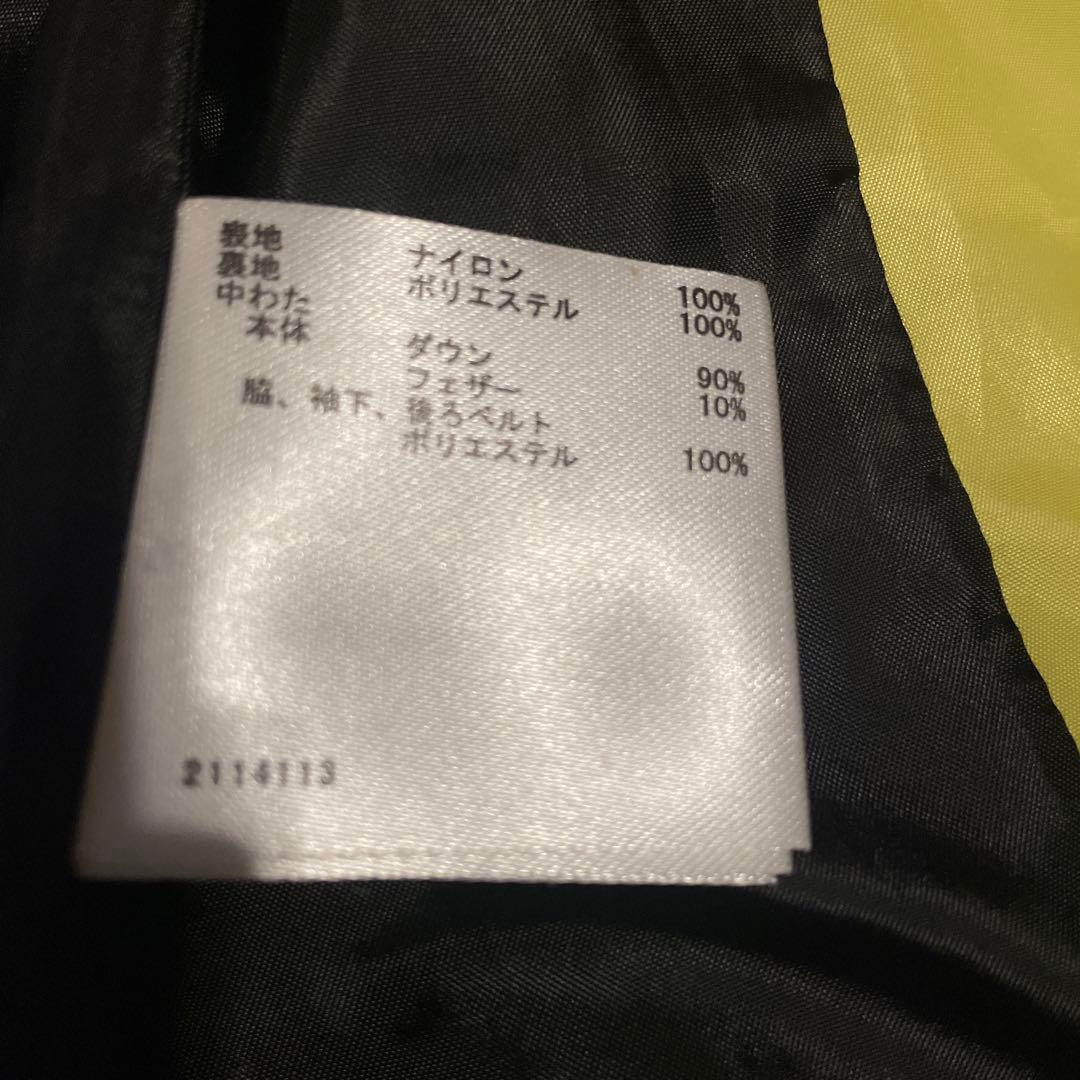 表地 ナイロン 100%
裏地 ポリエステル 100%
中わた
本体 ダウン 90%
フェザー 10%
脇、袖下、後ろベルト
ポリエステル 100%
2114113